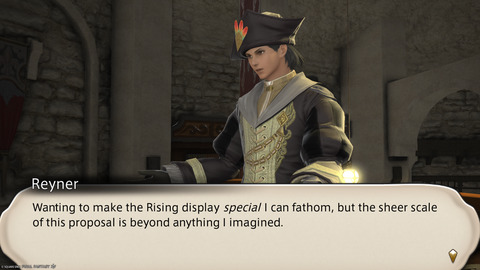 Reyner
Wanting to make the Rising display special I can fathom, but the sheer scale
of this proposal is beyond anything I imagined.